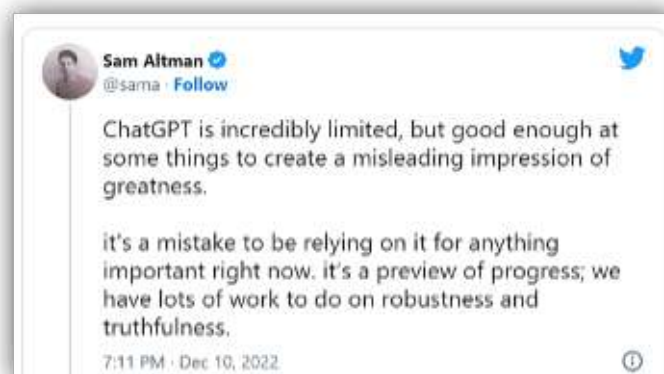 Sam Altman
@sama · Follow
ChatGPT is incredibly limited, but good enough at
some things to create a misleading impression of
greatness.
it's a mistake to be relying on it for anything
important right now. it's a preview of progress; we
have lots of work to do on robustness and
truthfulness.
7:11 PM · Dec 10, 2022